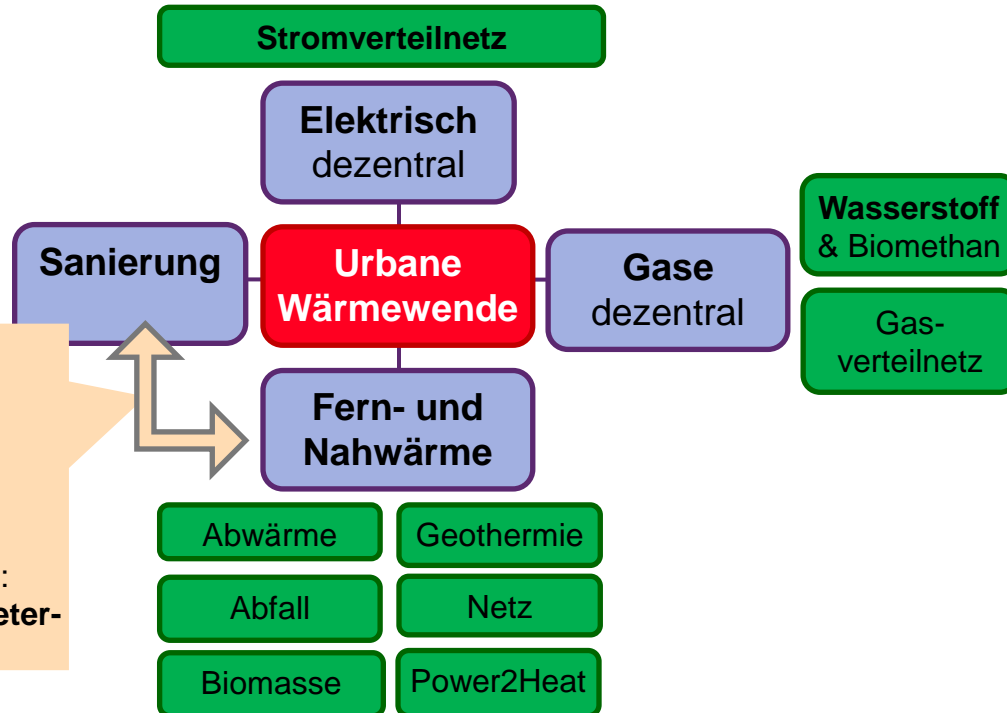 Stromverteilnetz
Elektrisch
dezentral
Sanierung
Urbane
Wärmewende
Gase
dezentral
Wasserstoff
& Biomethan
Gas-
verteilnetz
Fern- und
Nahwärme
:
eter-
Abwärme
Geothermie
Abfall
Netz
Biomasse
Power2Heat